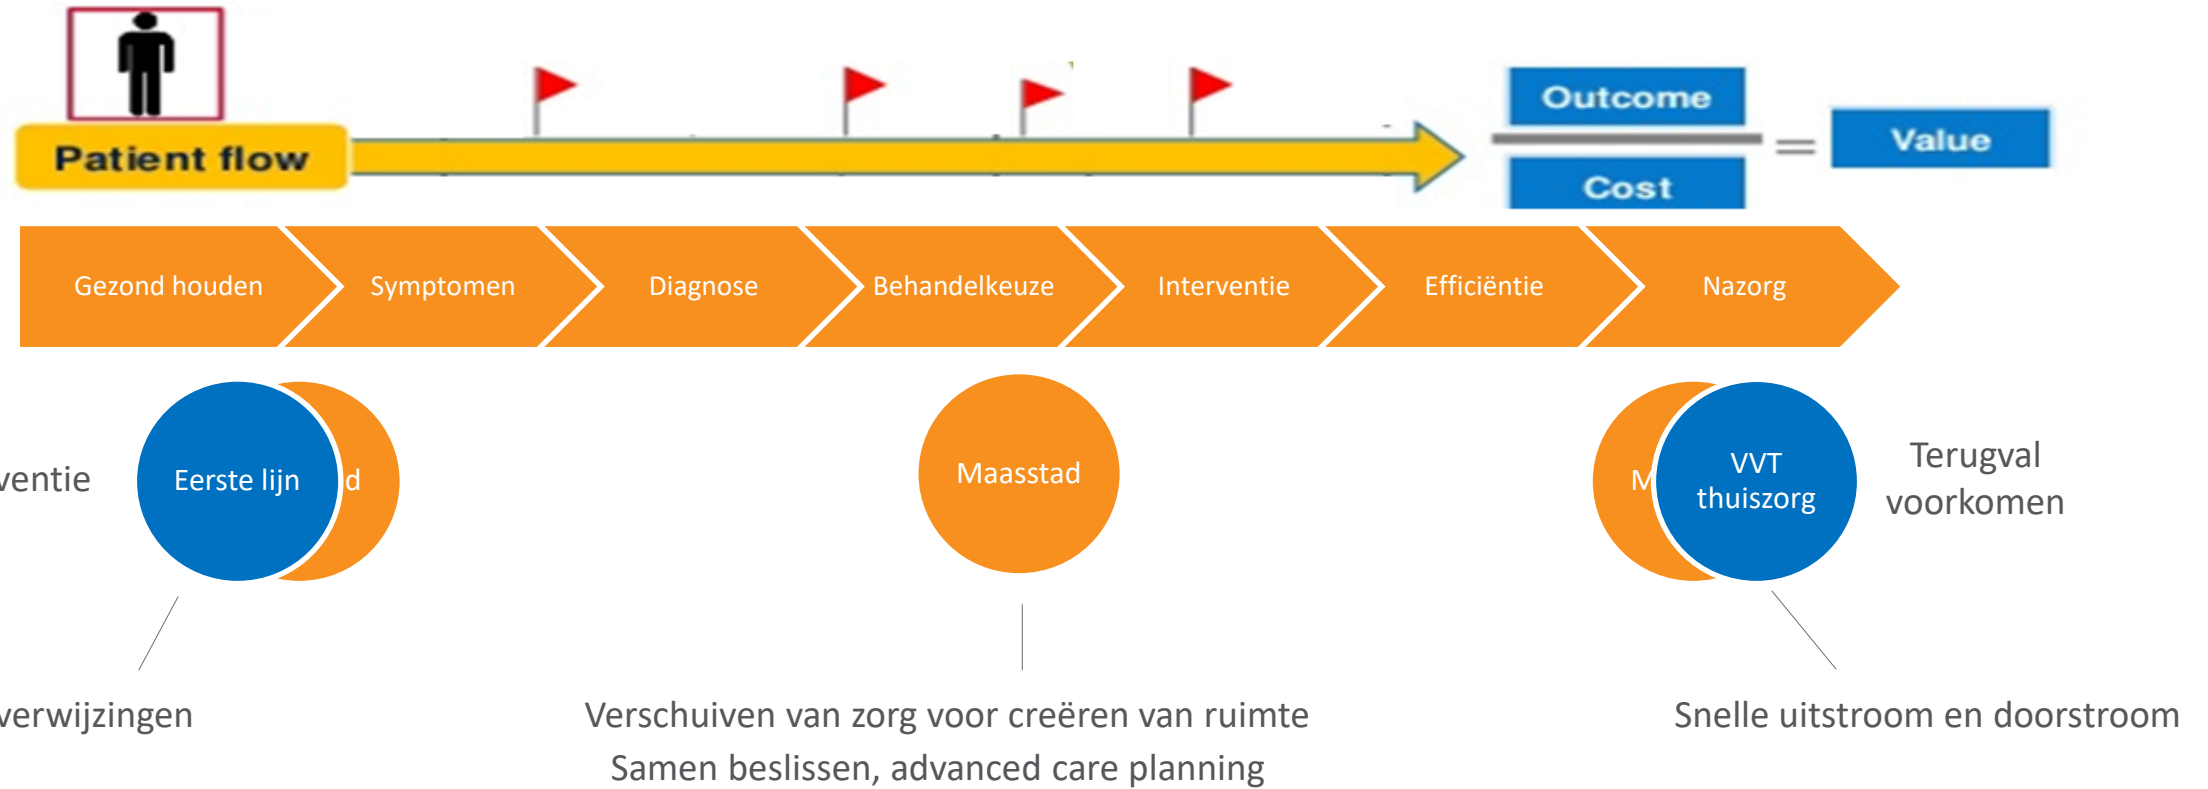 Patient flow
Outcome
Cost
=
Value
Gezond houden
Symptomen
Diagnose
Behandelkeuze
Interventie
Efficiëntie
Nazorg
ventie
Eerste lijn
d
Maasstad
M
VVT
thuiszorg
Terugval
voorkomen
verwijzingen
Verschuiven van zorg voor creëren van ruimte
Samen beslissen, advanced care planning
Snelle uitstroom en doorstroom